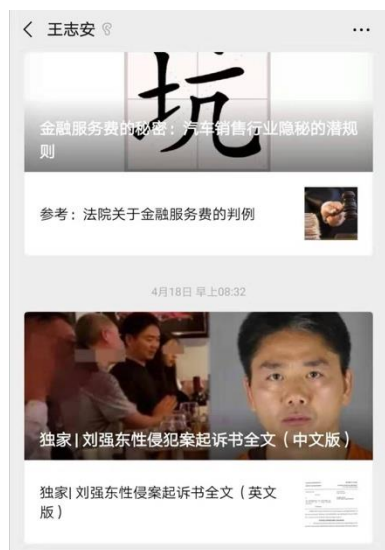 王志安
坑
金融服务费的秘密：汽车销售行业隐秘的潜规
则
参考：法院关于金融服务费的判例
4月18日 早上08:32
独家|刘强东性侵犯案起诉书全文（中文版）
独家|刘强东性侵案起诉书全文（英文
版）